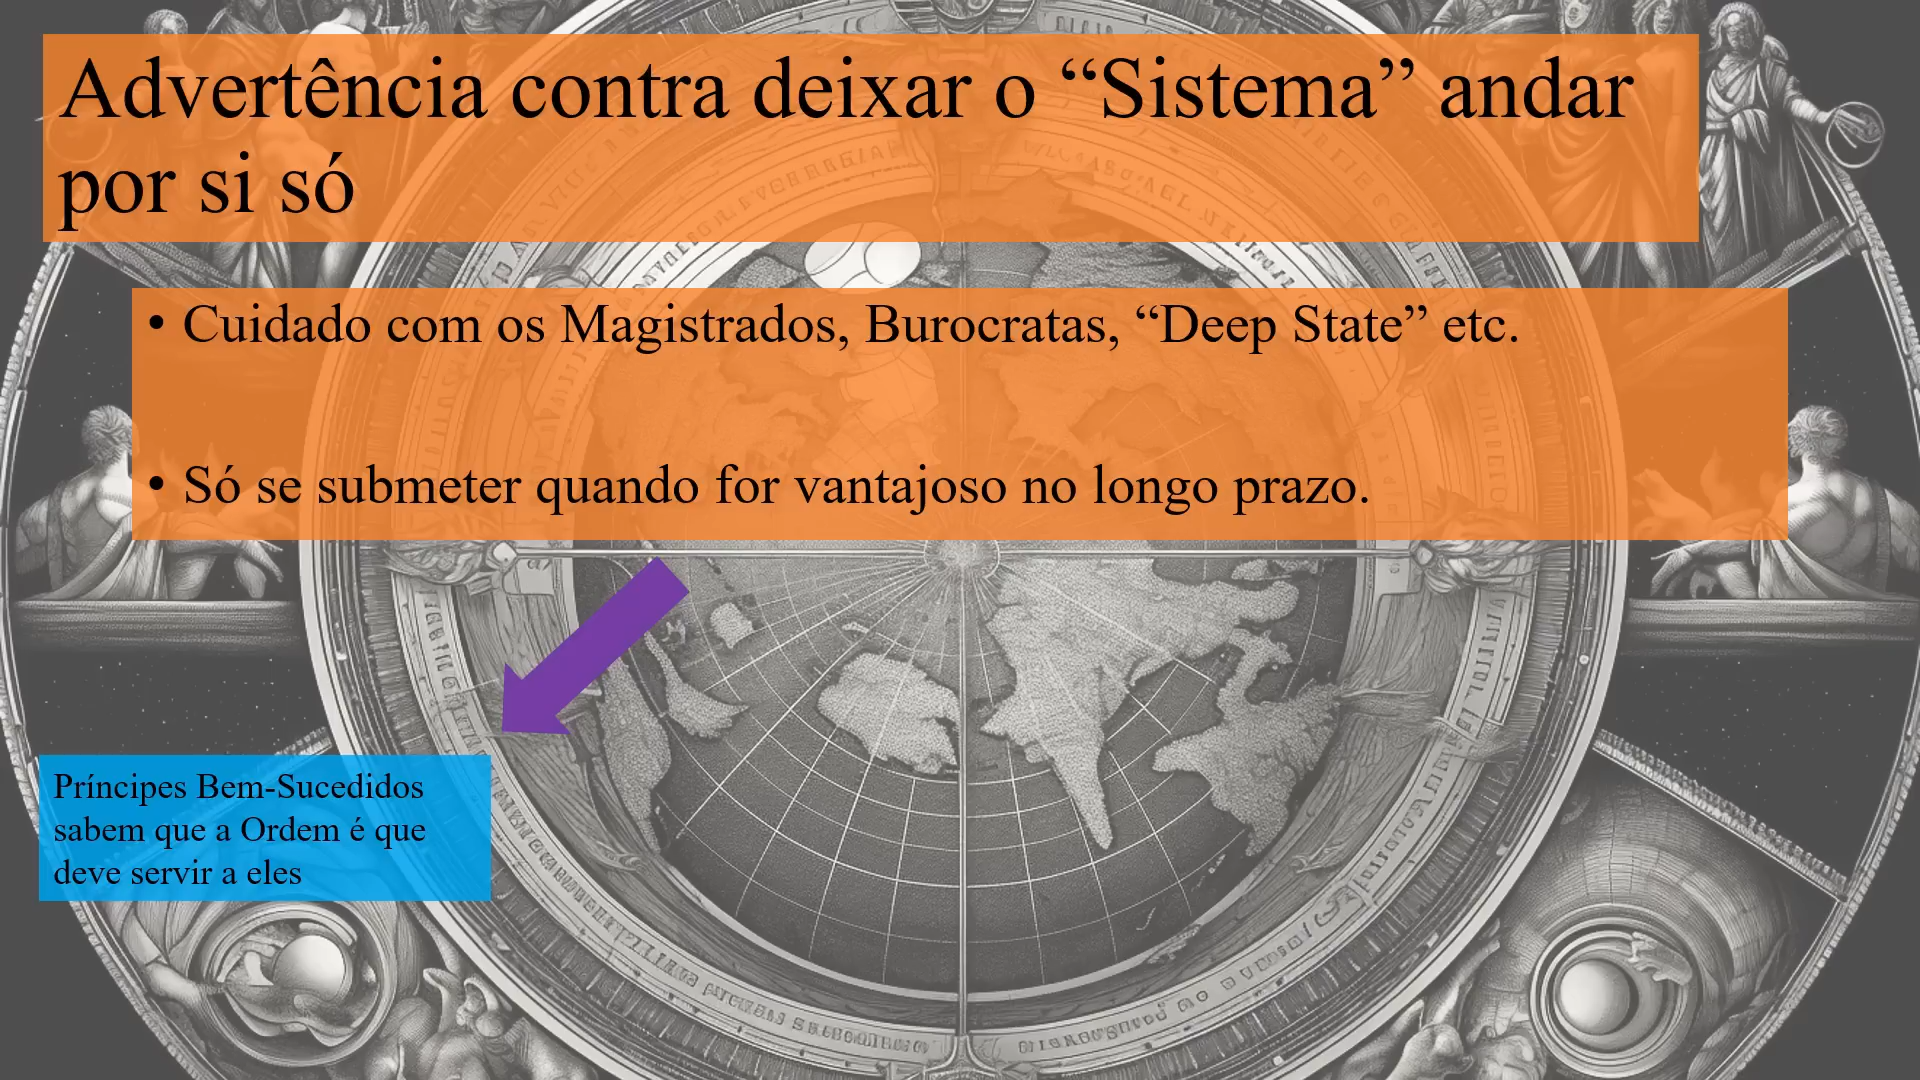 Advertência contra deixar o “Sistema” andar
por si só
• Cuidado com os Magistrados, Burocratas, “Deep State” etc.
• Só se submeter quando for vantajoso no longo prazo.
Príncipes Bem-Sucedidos
sabem que a Ordem é que
deve servir a eles